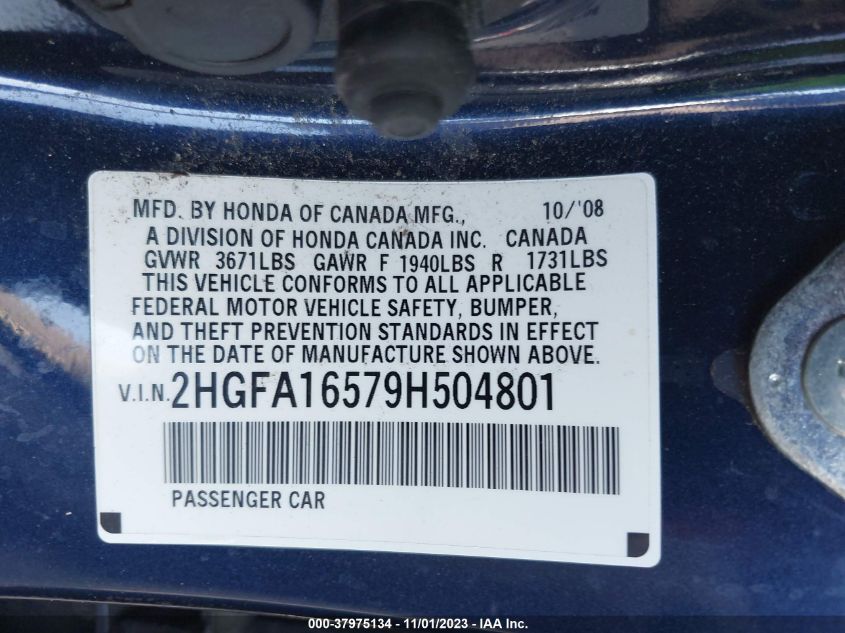 MFD. BY HONDA OF CANADA MFG., 10/'08
A DIVISION OF HONDA CANADA INC. CANADA
GVWR 3671LBS GAWR F 1940LBS R 1731LBS
THIS VEHICLE CONFORMS TO ALL APPLICABLE
FEDERAL MOTOR VEHICLE SAFETY, BUMPER,
AND THEFT PREVENTION STANDARDS IN EFFECT
ON THE DATE OF MANUFACTURE SHOWN ABOVE.
V.I.N. 2HGFA16579H504801
PASSENGER CAR
000-37975134 - 11/01/2023 - IAA Inc.